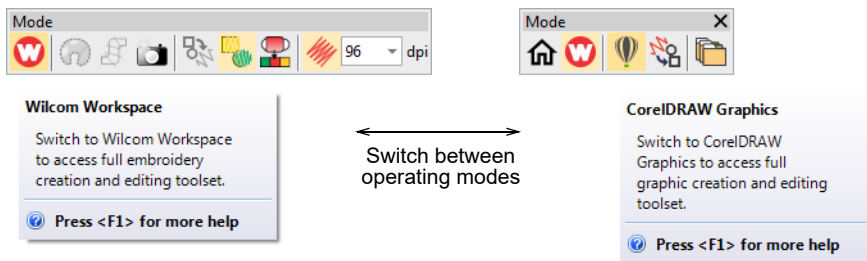 Mode
W
96 dpi
Mode
W
Wilcom Workspace
Switch to Wilcom Workspace
to access full embroidery
creation and editing toolset.
Press <F1> for more help
Switch between
operating modes
CorelDRAW Graphics
Switch to CorelDRAW
Graphics to access full
graphic creation and editing
toolset.
Press <F1> for more help